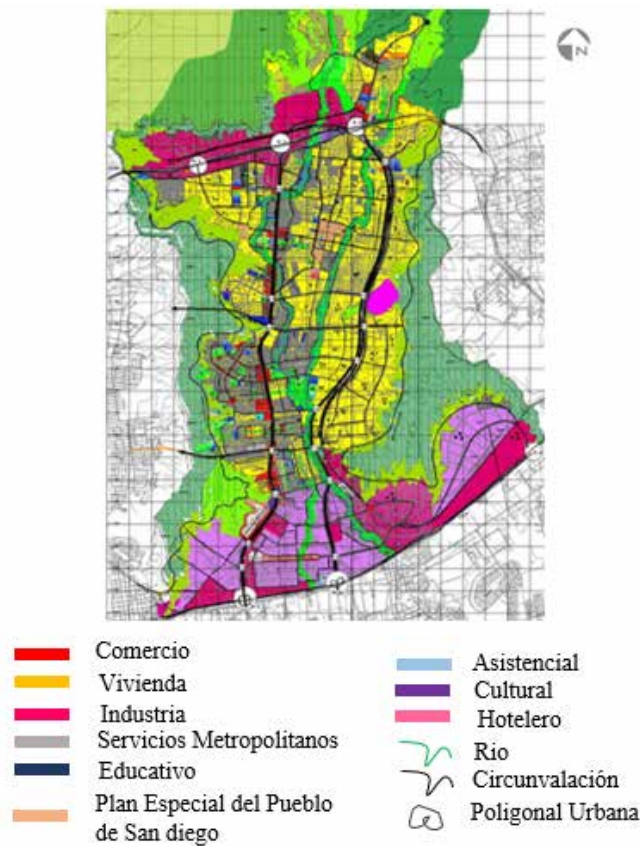 N
Comercio
Vivienda
Industria
Servicios Metropolitanos
Educativo
Plan Especial del Pueblo
de San diego
Asistencial
Cultural
Hotelero
Rio
Circunvalación
Poligonal Urbana